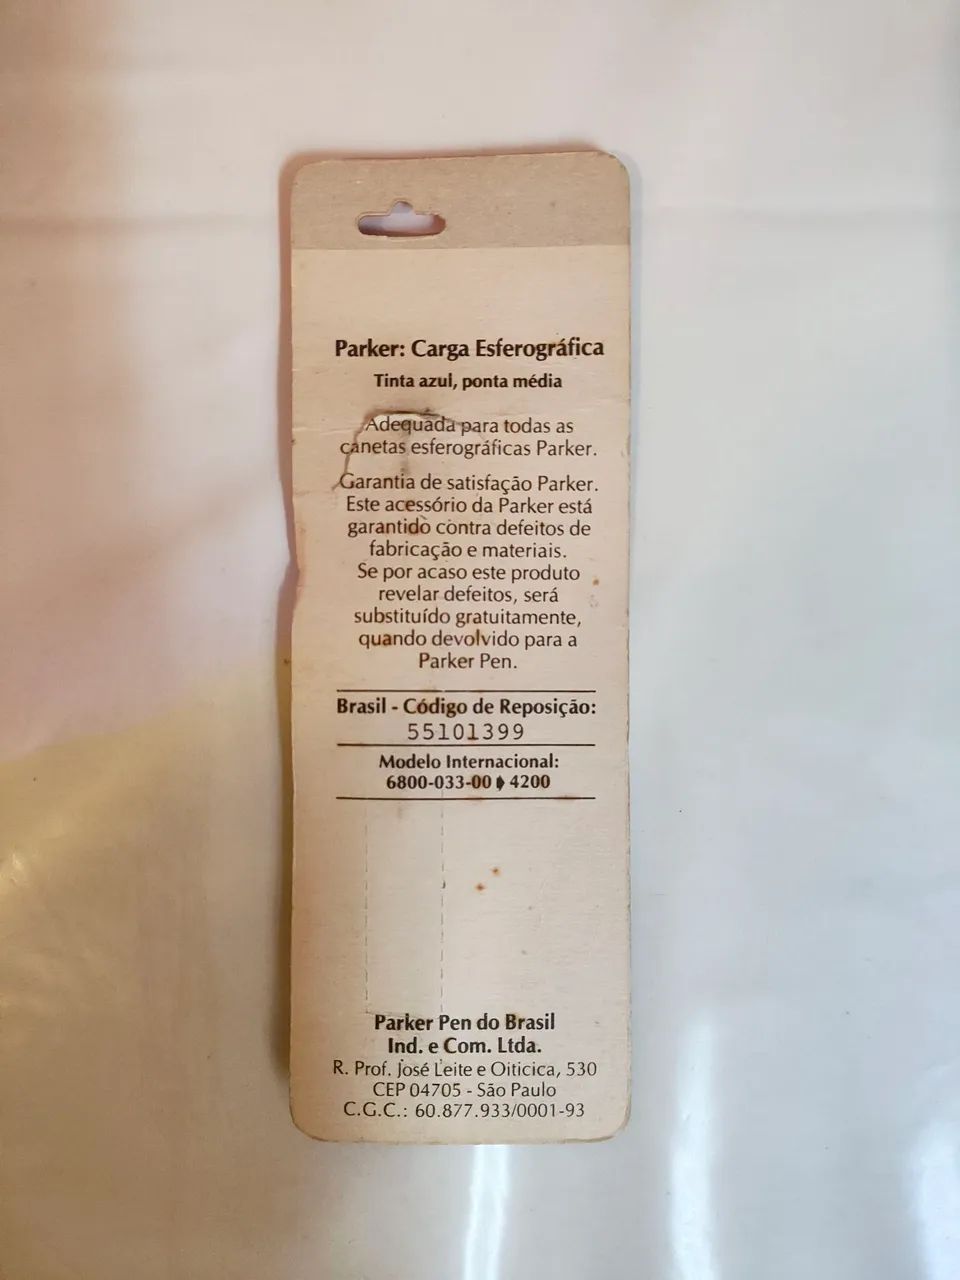 Parker: Carga Esferográfica
Tinta azul, ponta média
Adequada para todas as
canetas esferográficas Parker.
Garantia de satisfação Parker.
Este acessório da Parker está
garantido contra defeitos de
fabricação e materiais.
Se por acaso este produto
revelar defeitos, será
substituído gratuitamente,
quando devolvido para a
Parker Pen.
Brasil - Código de Reposição:
55101399
Modelo Internacional:
6800-033-00 4200
Parker Pen do Brasil
Ind. e Com. Ltda.
R. Prof. José Leite e Oiticica, 530
CEP 04705 - São Paulo
C.G.C.: 60.877.933/0001-93